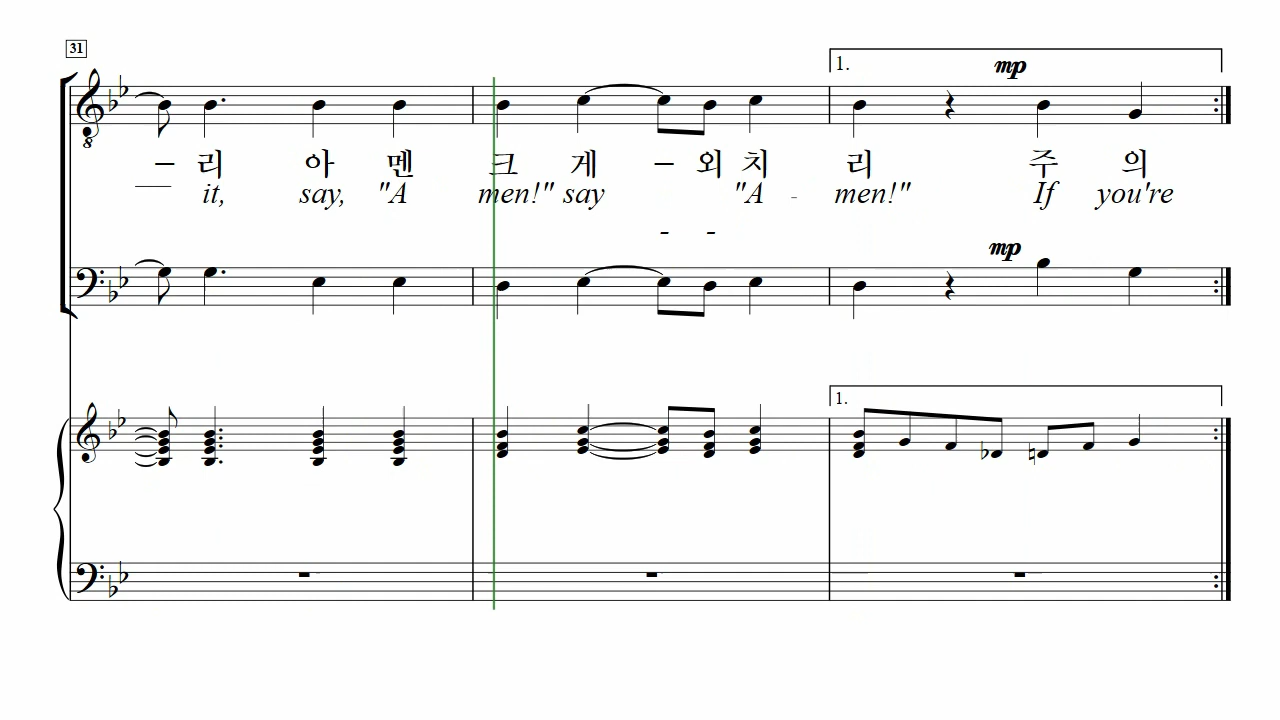 31
1.
mp
– 리 아 멘 크 게 – 외 치 리 주 의
it, say, "A men!" say "A - men!" If you're
- -
mp
1.